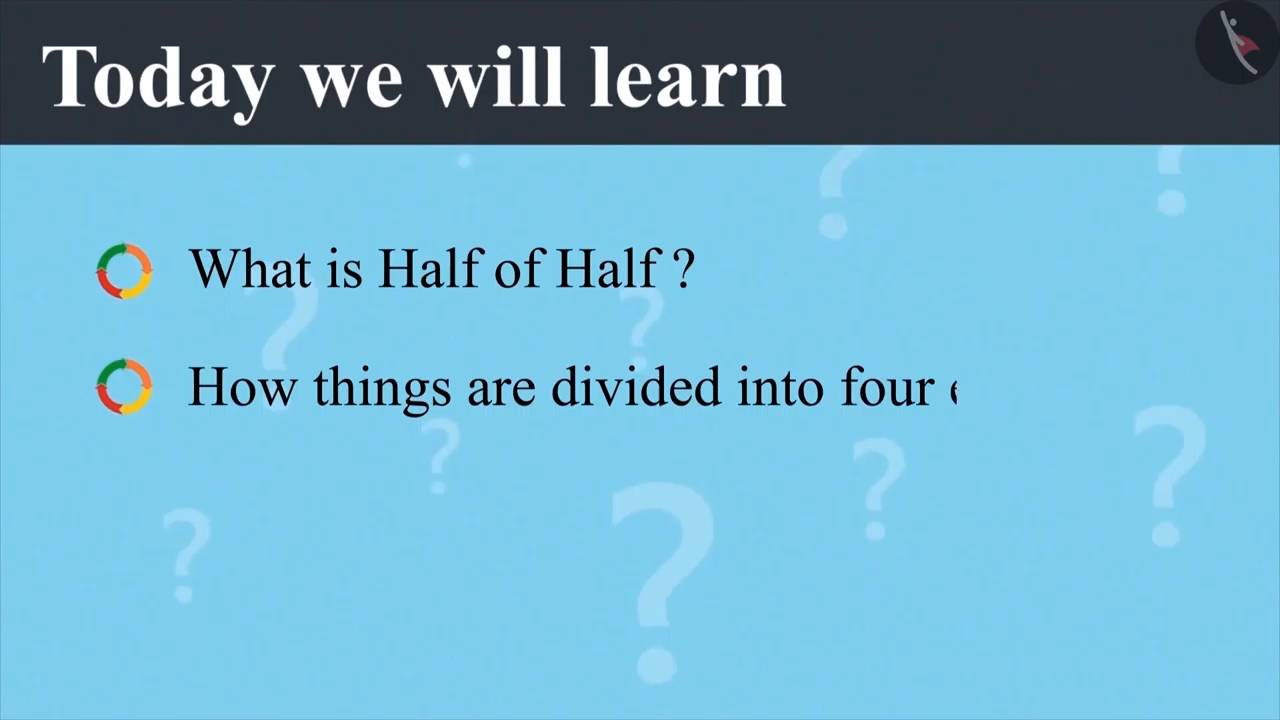 Today we will learn
What is Half of Half ?
How things are divided into four